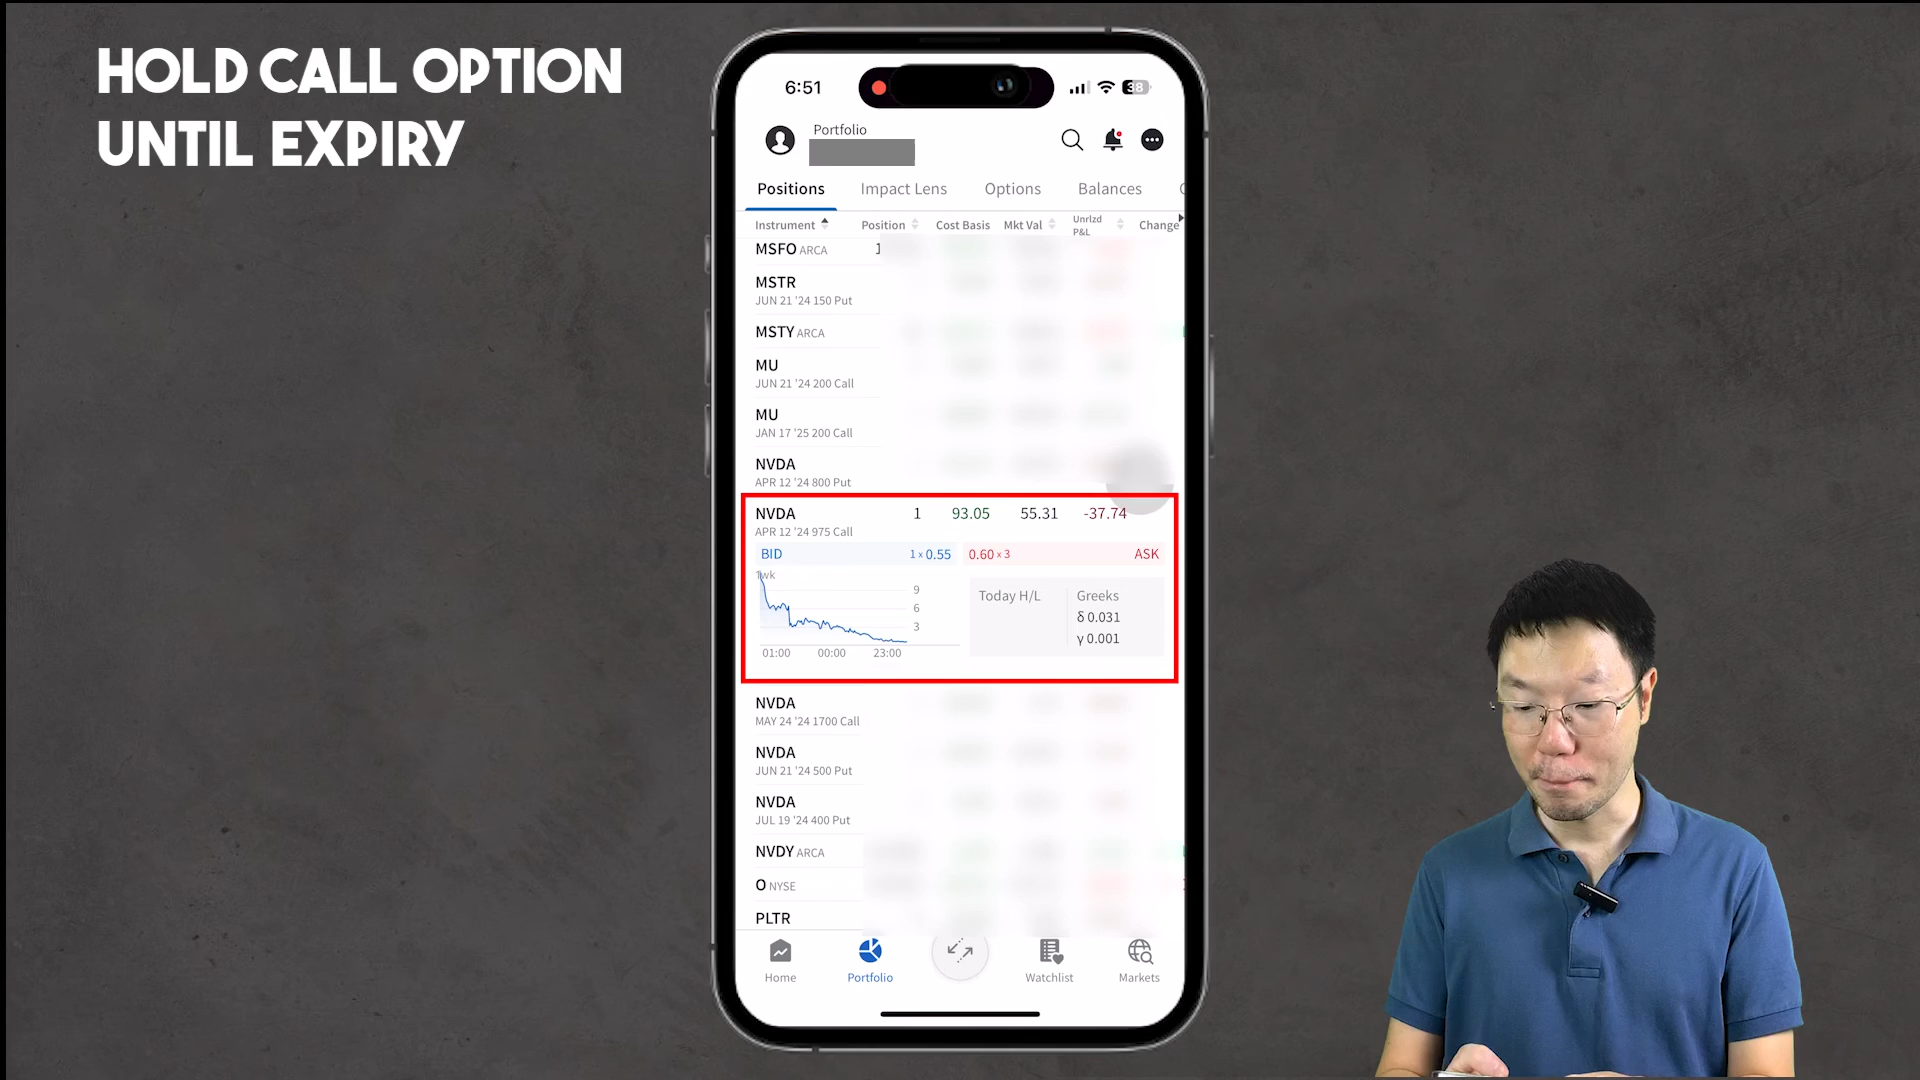 HOLD CALL OPTION
UNTIL EXPIRY
6:51
38
Portfolio
Positions Impact Lens Options Balances
Instrument Position Cost Basis Mkt Val Unrlzd P&L Change
MSFO ARCA 1
MSTR
JUN 21 '24 150 Put
MSTY ARCA
MU
JUN 21 '24 200 Call
MU
JAN 17 '25 200 Call
NVDA
APR 12 '24 800 Put
NVDA 1 93.05 55.31 -37.74
APR 12 '24 975 Call
BID 1 x 0.55 0.60 x 3 ASK
1wk
9
6
3
01:00 00:00 23:00
Today H/L Greeks
δ 0.031
γ 0.001
NVDA
MAY 24 '24 1700 Call
NVDA
JUN 21 '24 500 Put
NVDA
JUL 19 '24 400 Put
NVDY ARCA
O NYSE
PLTR
Home Portfolio Watchlist Markets